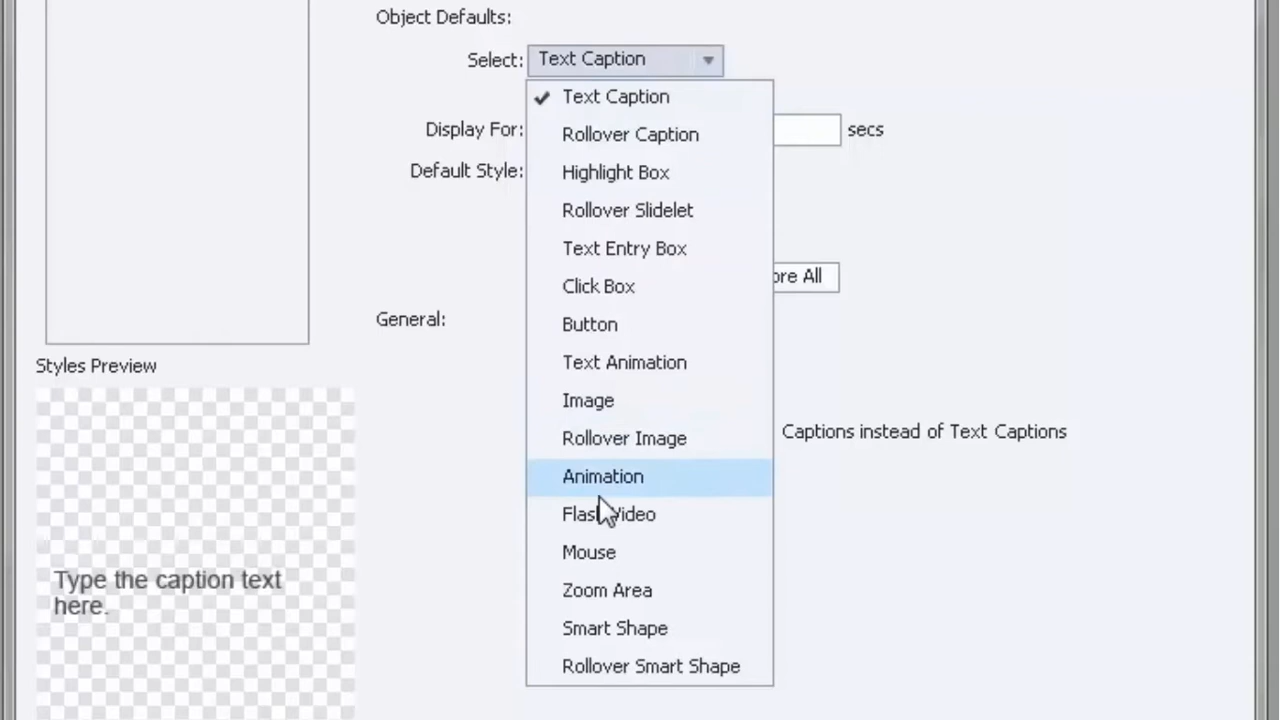 Object Defaults:
Select: Text Caption
Text Caption
Rollover Caption
Display For: secs
Highlight Box
Default Style:
Rollover Slidelet
Text Entry Box
Click Box
ore All
Button
General:
Text Animation
Styles Preview
Image
Rollover Image
Captions instead of Text Captions
Animation
Flash Video
Mouse
Type the caption text
here.
Zoom Area
Smart Shape
Rollover Smart Shape